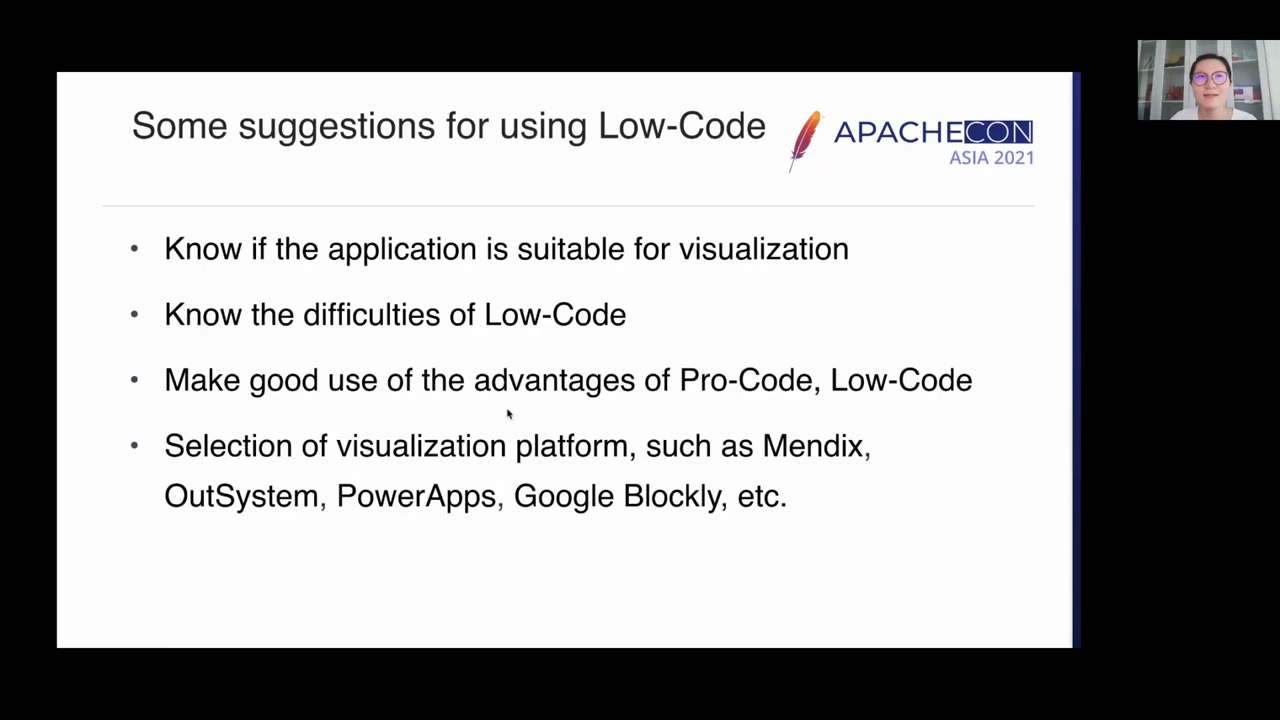 Some suggestions for using Low-Code
APACHECON
ASIA 2021
• Know if the application is suitable for visualization
• Know the difficulties of Low-Code
• Make good use of the advantages of Pro-Code, Low-Code
• Selection of visualization platform, such as Mendix,
OutSystem, PowerApps, Google Blockly, etc.